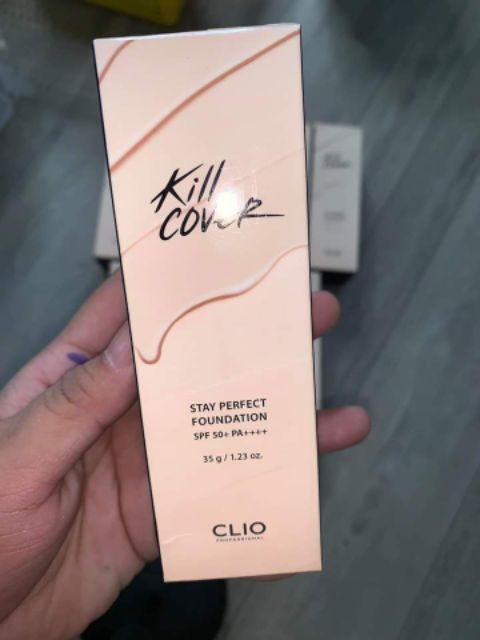 Kill
COVER
STAY PERFECT
FOUNDATION
SPF 50+ PA++++
35 g / 1.23 oz.
CLIO
PROFESSIONAL